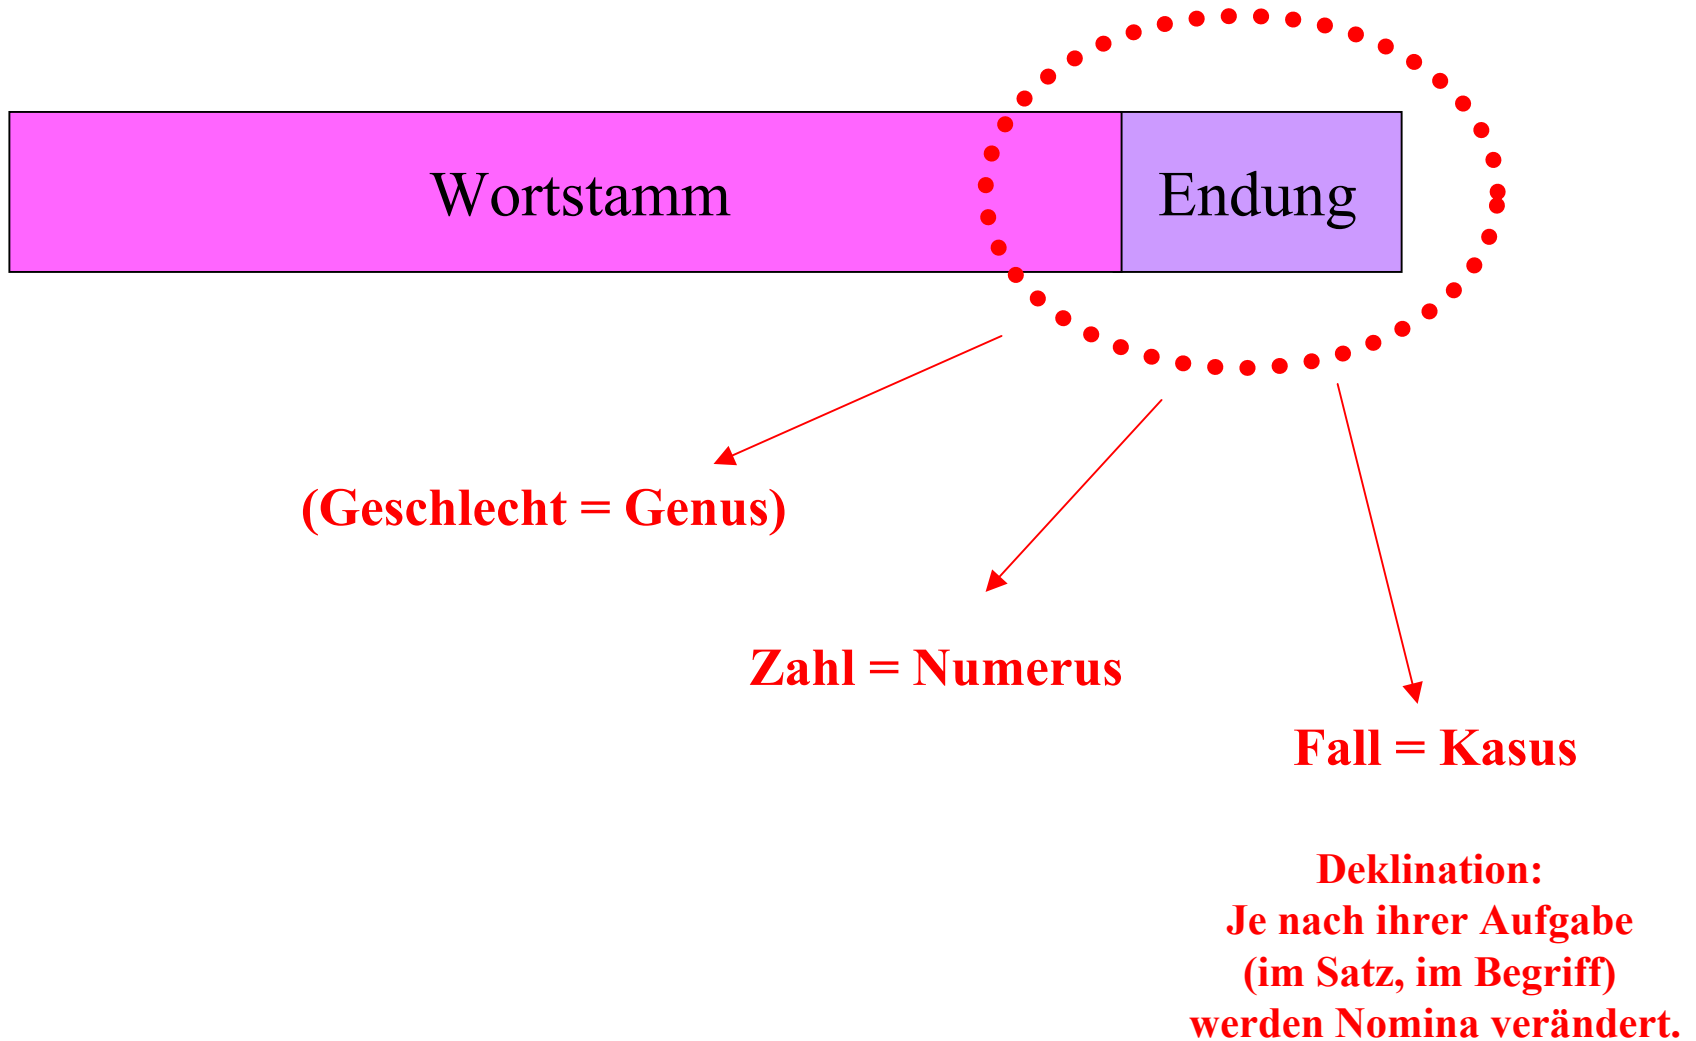 Wortstamm
Endung
(Geschlecht = Genus)
Zahl = Numerus
Fall = Kasus
Deklination:
Je nach ihrer Aufgabe
(im Satz, im Begriff)
werden Nomina verändert.